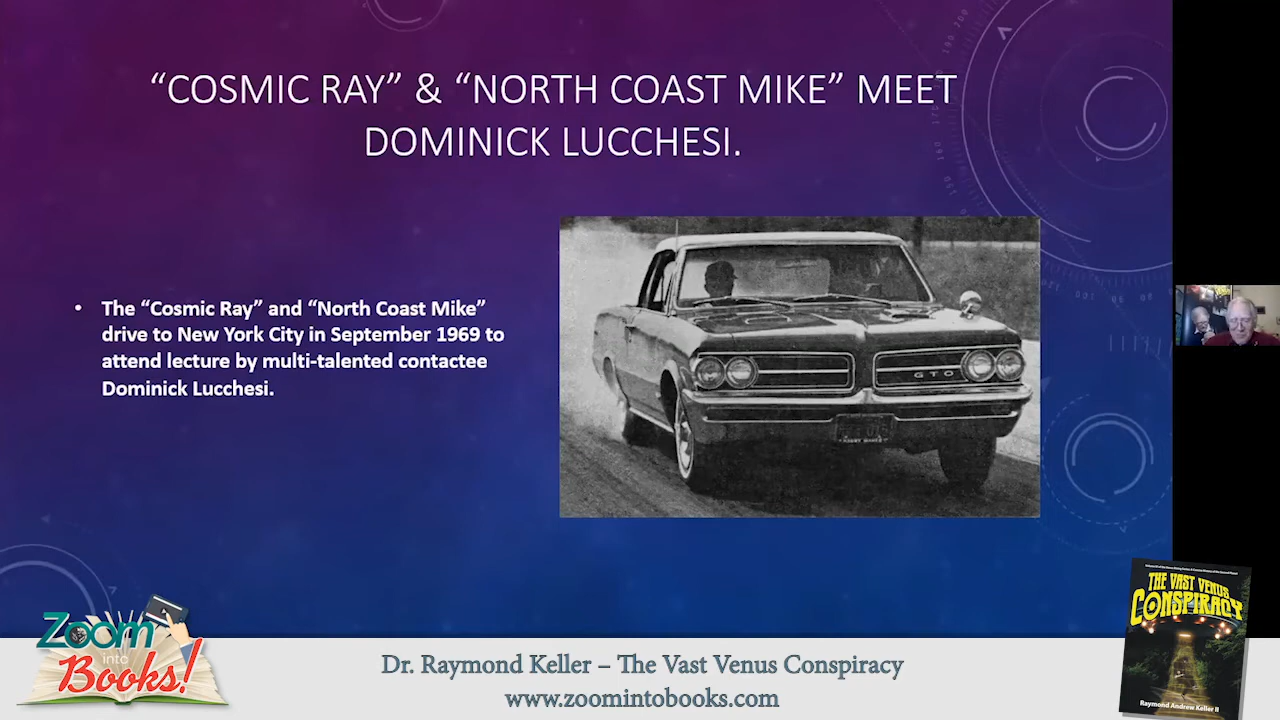 “COSMIC RAY” & “NORTH COAST MIKE” MEET
DOMINICK LUCCHESI.
• The “Cosmic Ray” and “North Coast Mike”
drive to New York City in September 1969 to
attend lecture by multi-talented contactee
Dominick Lucchesi.
GTO
Zoom
into
Books!
Dr. Raymond Keller – The Vast Venus Conspiracy
www.zoomintobooks.com
THE VAST VENUS
CONSPIRACY
Raymond Andrew Keller II